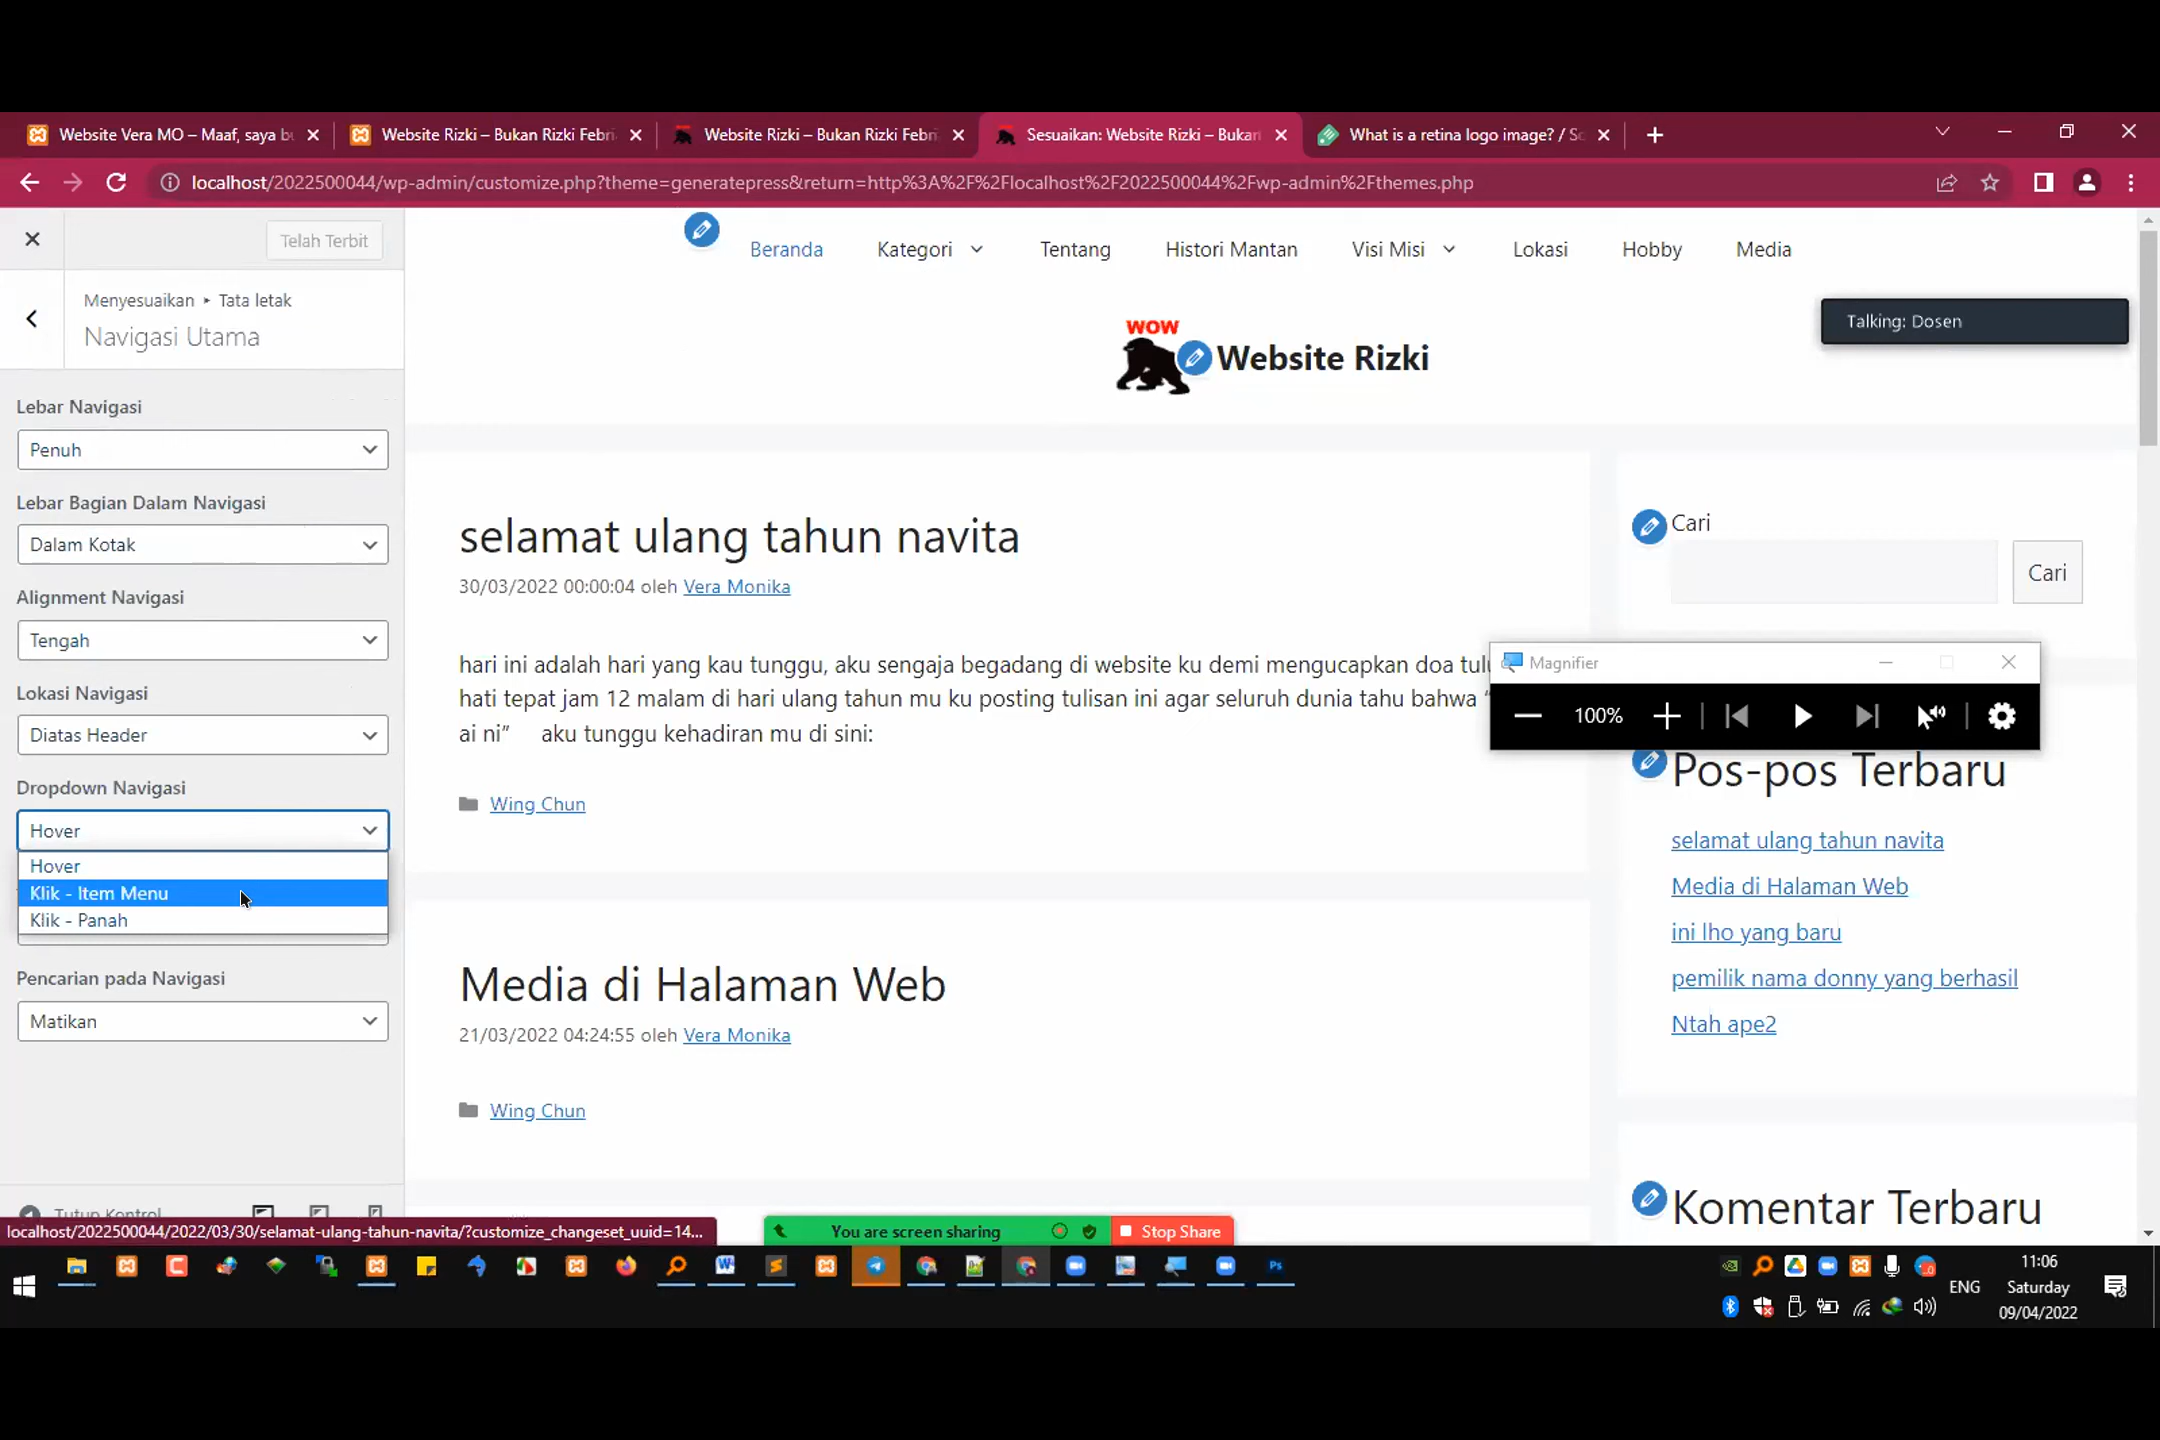 Website Vera MO – Maaf, saya bu
Website Rizki – Bukan Rizki Febri
Website Rizki – Bukan Rizki Febri
Sesuaikan: Website Rizki – Bukan
What is a retina logo image? / Sc
localhost/2022500044/wp-admin/customize.php?theme=generatepress&return=http%3A%2F%2Flocalhost%2F2022500044%2Fwp-admin%2Fthemes.php
Telah Terbit
Menyesuaikan ▸ Tata letak
Navigasi Utama
Lebar Navigasi
Penuh
Lebar Bagian Dalam Navigasi
Dalam Kotak
Alignment Navigasi
Tengah
Lokasi Navigasi
Diatas Header
Dropdown Navigasi
Hover
Hover
Klik - Item Menu
Klik - Panah
Pencarian pada Navigasi
Matikan
Tutup Kontrol
Beranda
Kategori
Tentang
Histori Mantan
Visi Misi
Lokasi
Hobby
Media
WOW
Website Rizki
Talking: Dosen
selamat ulang tahun navita
30/03/2022 00:00:04 oleh Vera Monika
hari ini adalah hari yang kau tunggu, aku sengaja begadang di website ku demi mengucapkan doa tulu
hati tepat jam 12 malam di hari ulang tahun mu ku posting tulisan ini agar seluruh dunia tahu bahwa “
ai ni” aku tunggu kehadiran mu di sini:
Wing Chun
Media di Halaman Web
21/03/2022 04:24:55 oleh Vera Monika
Wing Chun
Cari
Cari
Magnifier
100%
Pos-pos Terbaru
selamat ulang tahun navita
Media di Halaman Web
ini lho yang baru
pemilik nama donny yang berhasil
Ntah ape2
Komentar Terbaru
localhost/2022500044/2022/03/30/selamat-ulang-tahun-navita/?customize_changeset_uuid=14...
You are screen sharing
Stop Share
Ps
ENG
11:06
Saturday
09/04/2022